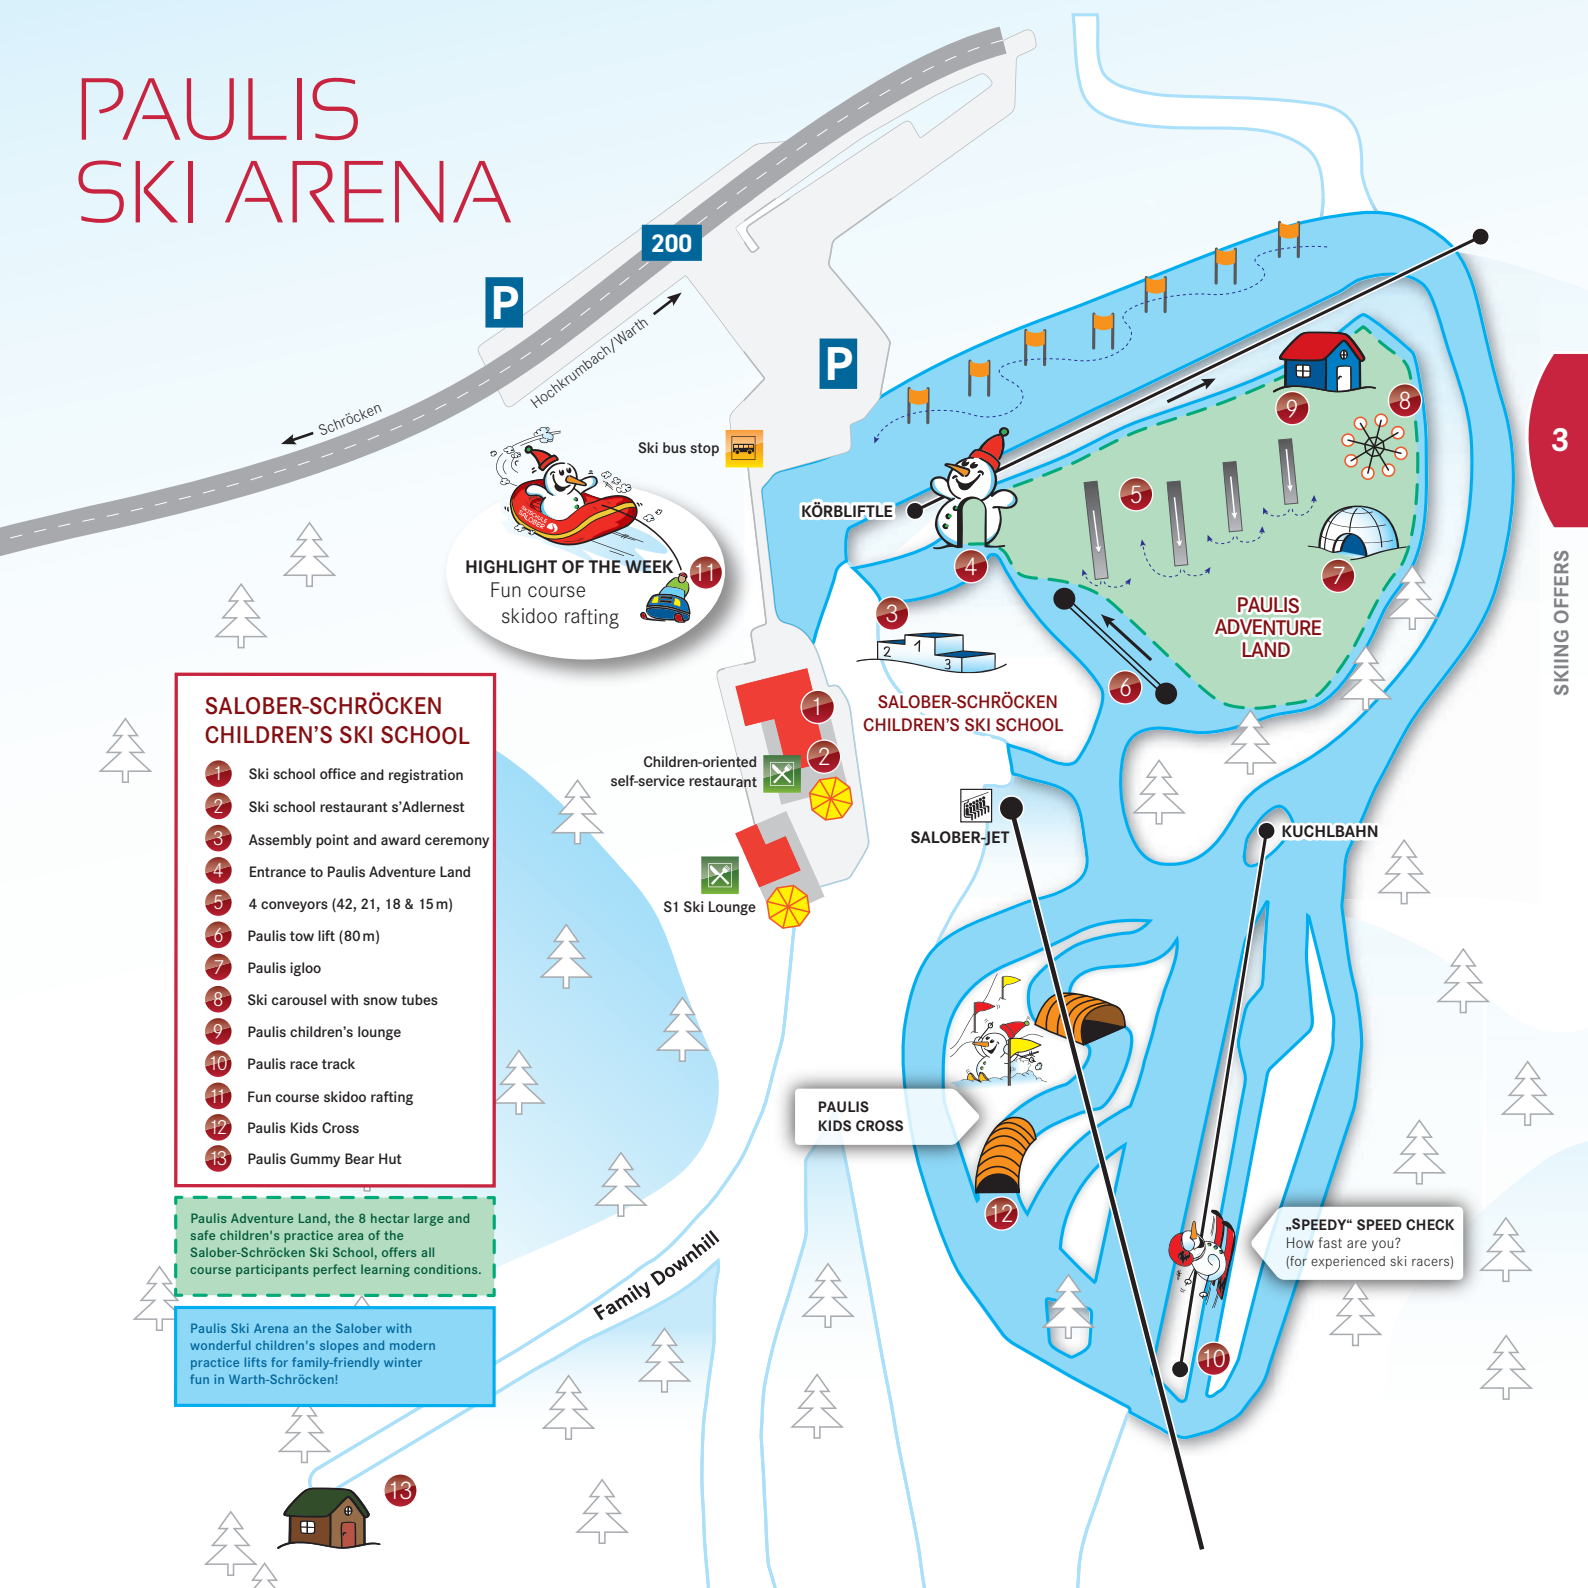 PAULIS
SKI ARENA
200
P
P
Hochkrumbach/Warth
Schröcken
Ski bus stop
SKISCHULE
SALOBER
HIGHLIGHT OF THE WEEK
Fun course
skidoo rafting
11
KÖRBLIFTLE
9
8
5
4
7
3
2
1
3
PAULIS
ADVENTURE
LAND
6
3
SKIING OFFERS
SALOBER-SCHRÖCKEN
CHILDREN'S SKI SCHOOL
1
2
Children-oriented
self-service restaurant
S1 Ski Lounge
SALOBER-JET
KUCHLBAHN
SALOBER-SCHRÖCKEN
CHILDREN'S SKI SCHOOL
1 Ski school office and registration
2 Ski school restaurant s'Adlernest
3 Assembly point and award ceremony
4 Entrance to Paulis Adventure Land
5 4 conveyors (42, 21, 18 & 15 m)
6 Paulis tow lift (80 m)
7 Paulis igloo
8 Ski carousel with snow tubes
9 Paulis children's lounge
10 Paulis race track
11 Fun course skidoo rafting
12 Paulis Kids Cross
13 Paulis Gummy Bear Hut
Paulis Adventure Land, the 8 hectar large and
safe children's practice area of the
Salober-Schröcken Ski School, offers all
course participants perfect learning conditions.
Paulis Ski Arena an the Salober with
wonderful children's slopes and modern
practice lifts for family-friendly winter
fun in Warth-Schröcken!
PAULIS
KIDS CROSS
12
„SPEEDY“ SPEED CHECK
How fast are you?
(for experienced ski racers)
10
Family Downhill
13